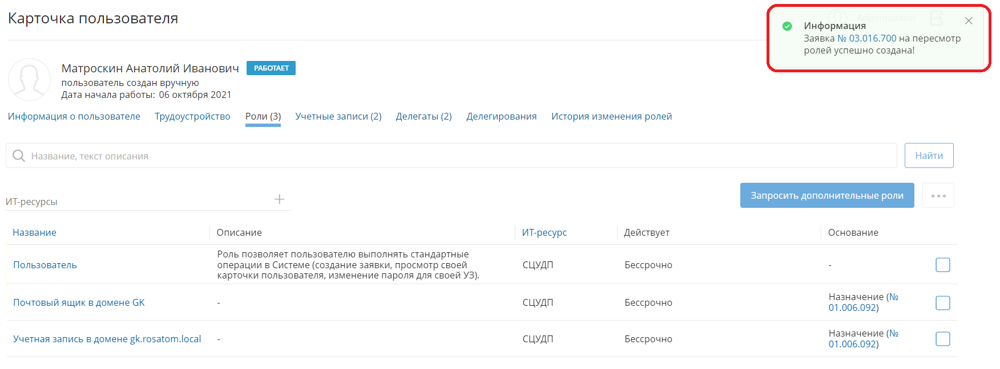 Карточка пользователя
Administrator
Информация
Заявка № 03.016.700 на пересмотр
ролей успешно создана!
Матроскин Анатолий Иванович РАБОТАЕТ
пользователь создан вручную
Дата начала работы: 06 октября 2021
Информация о пользователе Трудоустройство Роли (3) Учетные записи (2) Делегаты (2) Делегирования История изменения ролей
Название, текст описания Найти
ИТ-ресурсы Запросить дополнительные роли
Название Описание ИТ-ресурс Действует Основание
Пользователь Роль позволяет пользователю выполнять стандартные
операции в Системе (создание заявки, просмотр своей
карточки пользователя, изменение пароля для своей УЗ). СЦУДП Бессрочно -
Почтовый ящик в домене GK - СЦУДП Бессрочно Назначение (№
01.006.092)
Учетная запись в домене gk.rosatom.local - СЦУДП Бессрочно Назначение (№
01.006.092)